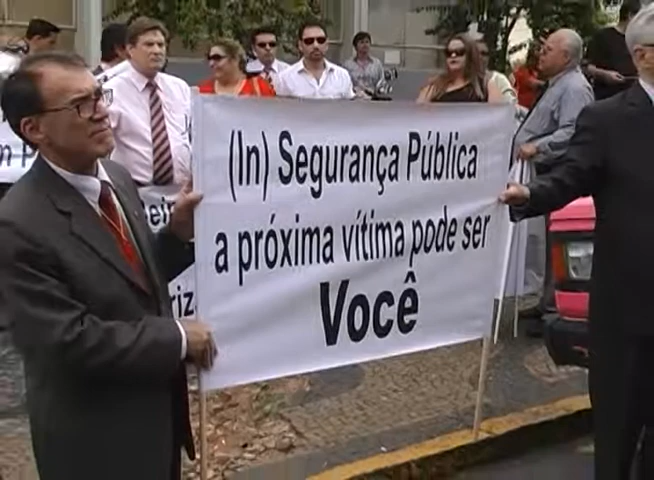 (In) Segurança Pública
a próxima vítima pode ser
Você